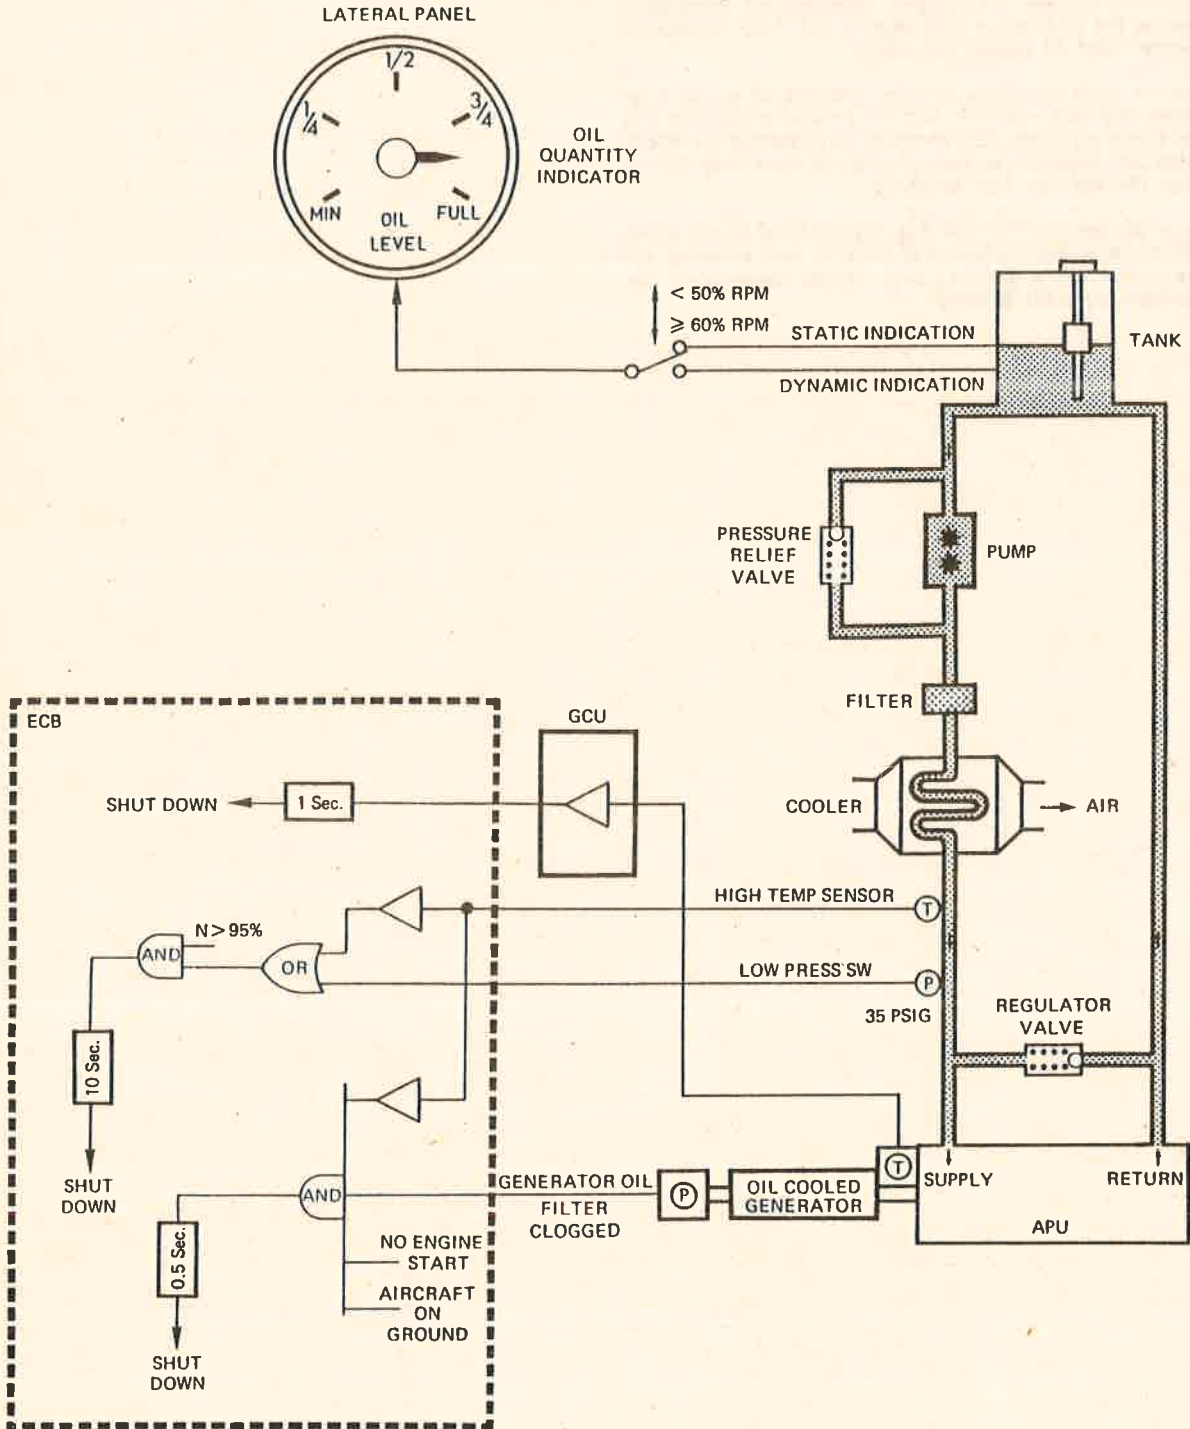 LATERAL PANEL
1/2
1/4
3/4
MIN
OIL
LEVEL
FULL
OIL
QUANTITY
INDICATOR
< 50% RPM
⩾ 60% RPM
STATIC INDICATION
DYNAMIC INDICATION
TANK
PRESSURE
RELIEF
VALVE
PUMP
FILTER
ECB
GCU
SHUT DOWN
1 Sec.
COOLER
AIR
HIGH TEMP SENSOR
T
N > 95%
AND
OR
LOW PRESS SW
P
35 PSIG
REGULATOR
VALVE
10 Sec.
SHUT
DOWN
AND
GENERATOR OIL
FILTER
CLOGGED
P
OIL COOLED
GENERATOR
T
SUPPLY
RETURN
APU
NO ENGINE
START
0.5 Sec.
AIRCRAFT
ON
GROUND
SHUT
DOWN